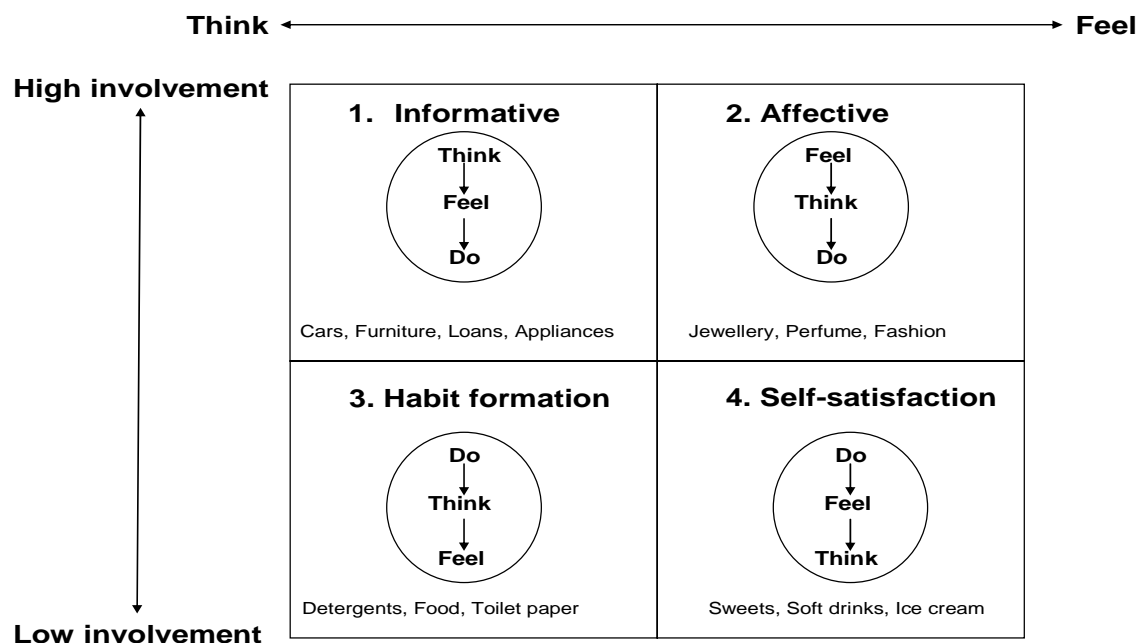 Think Feel
High involvement
1. Informative
Think
Feel
Do
Cars, Furniture, Loans, Appliances
2. Affective
Feel
Think
Do
Jewellery, Perfume, Fashion
3. Habit formation
Do
Think
Feel
Detergents, Food, Toilet paper
4. Self-satisfaction
Do
Feel
Think
Sweets, Soft drinks, Ice cream
Low involvement